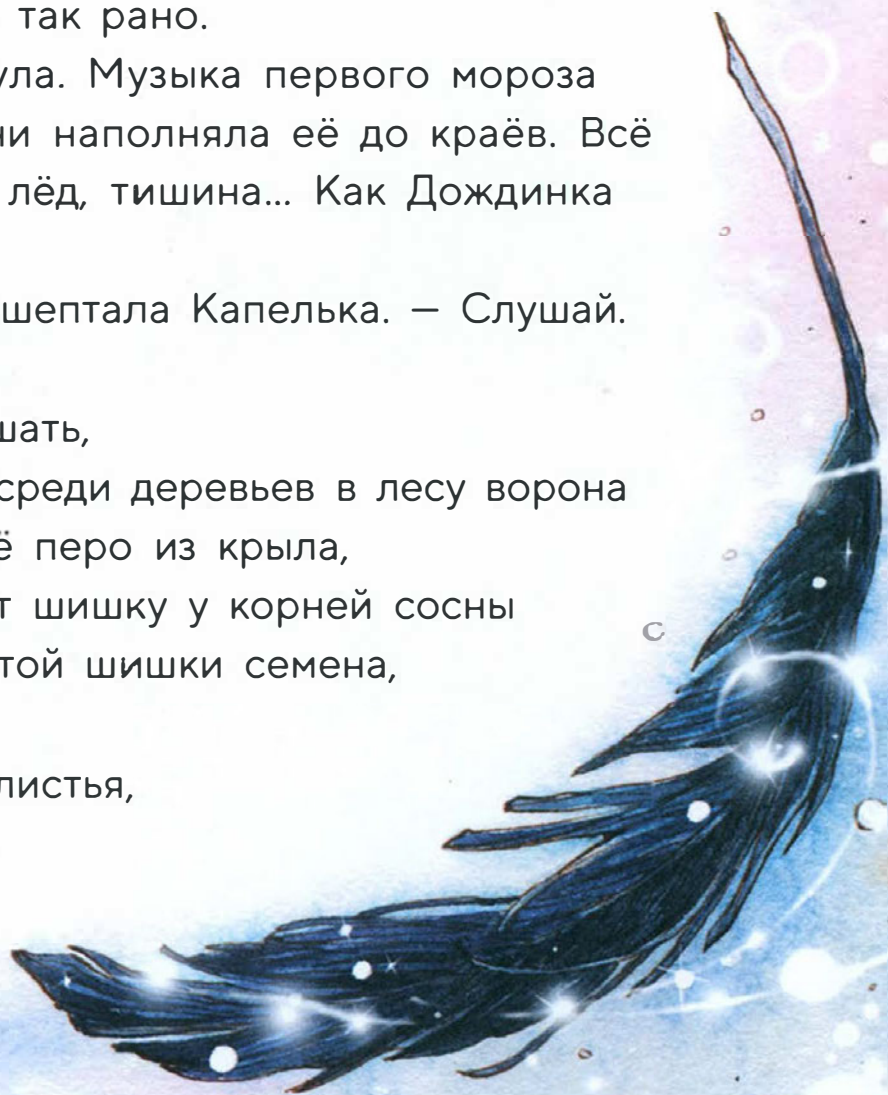 так рано.
ула. Музыка первого мороза
ни наполняла её до краёв. Всё
лёд, тишина... Как Дождинка
шептала Капелька. — Слушай.
шать,
среди деревьев в лесу ворона
ё перо из крыла,
т шишку у корней сосны
той шишки семена,
листья,